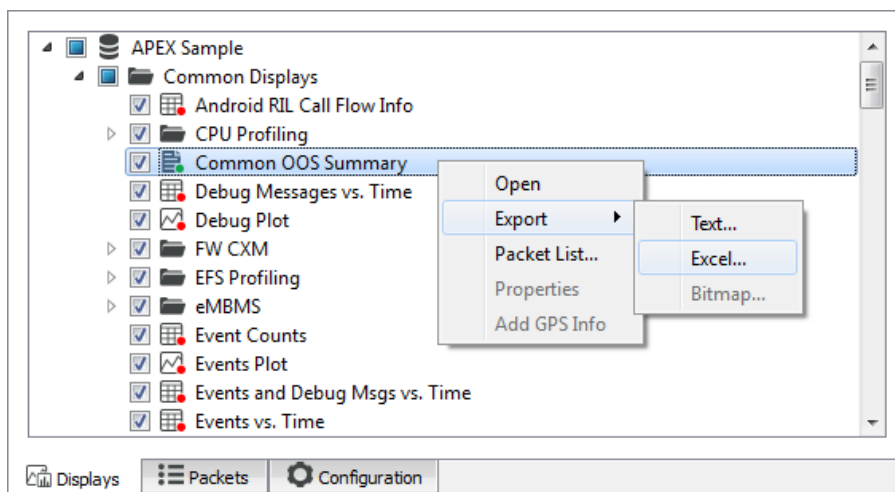 APEX Sample
Common Displays
Android RIL Call Flow Info
CPU Profiling
Common OOS Summary
Debug Messages vs. Time
Debug Plot
FW CXM
EFS Profiling
eMBMS
Event Counts
Events Plot
Events and Debug Msgs vs. Time
Events vs. Time
Open
Export
Packet List...
Properties
Add GPS Info
Text...
Excel...
Bitmap...
Displays
Packets
Configuration